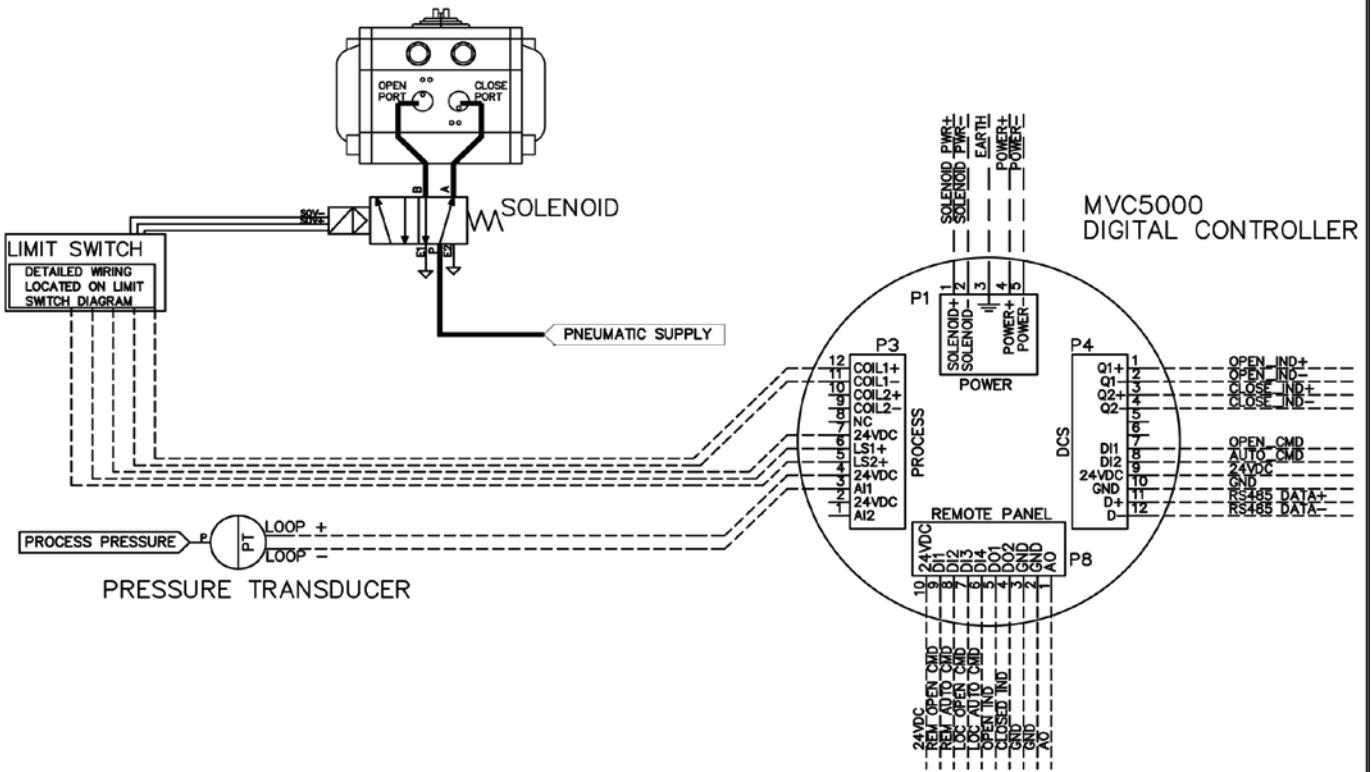 OPEN
PORT
CLOSE
PORT
B
A
SOLENOID
E1
P
E2
LIMIT SWITCH
DETAILED WIRING
LOCATED ON LIMIT
SWITCH DIAGRAM
PNEUMATIC SUPPLY
PROCESS PRESSURE
P
PT
LOOP +
LOOP -
PRESSURE TRANSDUCER
MVC5000
DIGITAL CONTROLLER
SOLENOID PWR+
SOLENOID PWR-
EARTH
POWER+
POWER-
P1
1
2
3
4
5
SOLENOID+
SOLENOID-
POWER+
POWER-
POWER
P3
12 COIL1+
11 COIL1-
10 COIL2+
9 COIL2-
8 NC
7 24VDC
6 LS1+
5 LS2+
4 24VDC
3 AI1
2 24VDC
1 AI2
PROCESS
P4
Q1+ 1 OPEN_IND+
Q1- 2 OPEN_IND-
Q2+ 3 CLOSE_IND+
Q2- 4 CLOSE_IND-
5
6
DI1 7 OPEN_CMD
DI2 8 AUTO_CMD
24VDC 9 24VDC
GND 10 GND
D+ 11 RS485 DATA+
D- 12 RS485 DATA-
DCS
REMOTE PANEL
P8
24VDC
DI1
DI2
DI3
DI4
DO1
DO2
GND
GND
AO
10
9
8
7
6
5
4
3
2
1
24VDC
REM_OPEN_CMD
REM_AUTO_CMD
LOC_OPEN_CMD
LOC_AUTO_CMD
OPEN_IND
CLOSED_IND
GND
GND
AO